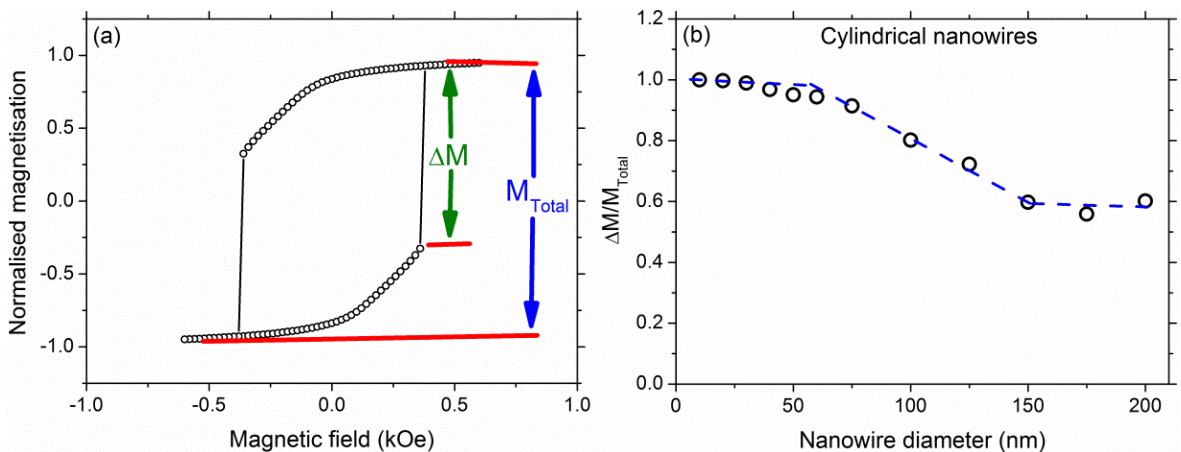 (a)
1.0
0.5
0.0
-0.5
-1.0
Normalised magnetisation
-1.0 -0.5 0.0 0.5 1.0
Magnetic field (kOe)
ΔM
M_Total
(b)
Cylindrical nanowires
1.2
1.0
0.8
0.6
0.4
0.2
0.0
ΔM/M_Total
0 50 100 150 200
Nanowire diameter (nm)